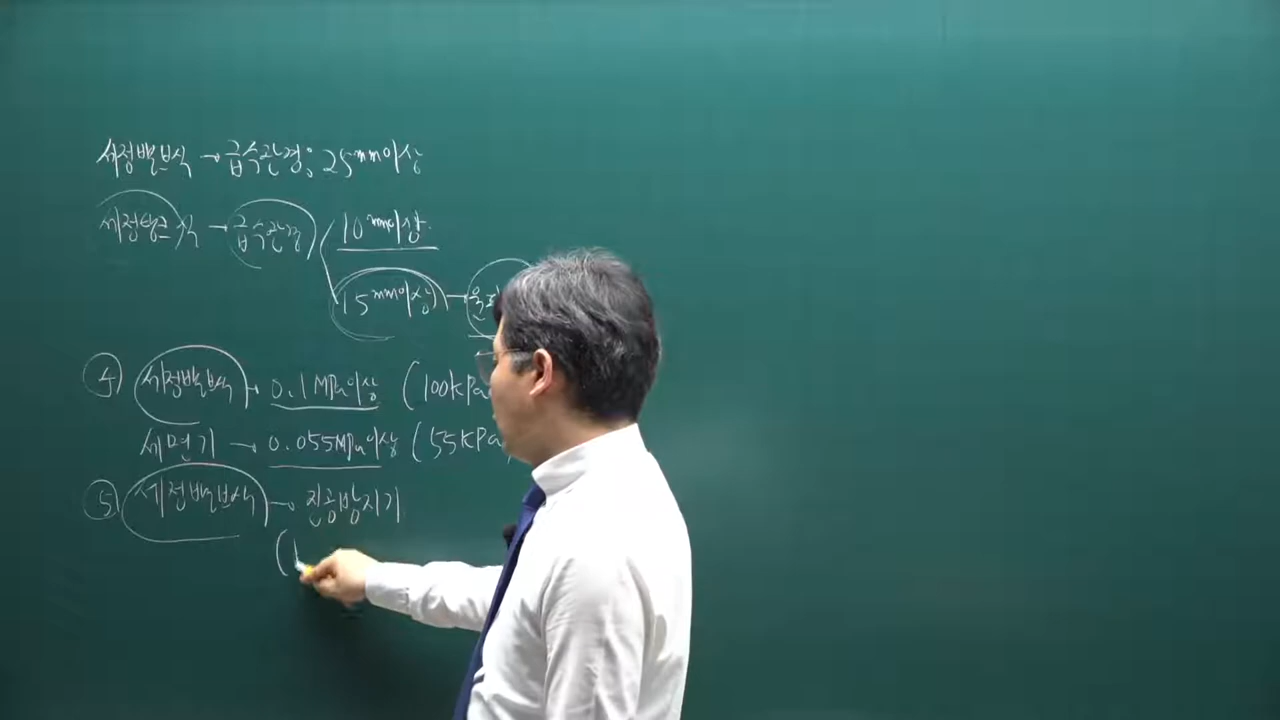 세정밸브식 → 급수관경: 25mm이상
세정탱크식 → 급수관경 10mm이상
15mm이상 →
④ 세정밸브식 → 0.1MPa이상 (100kPa
세면기 → 0.055MPa이상 (55kPa
⑤ 세정밸브식 → 진공방지기
(